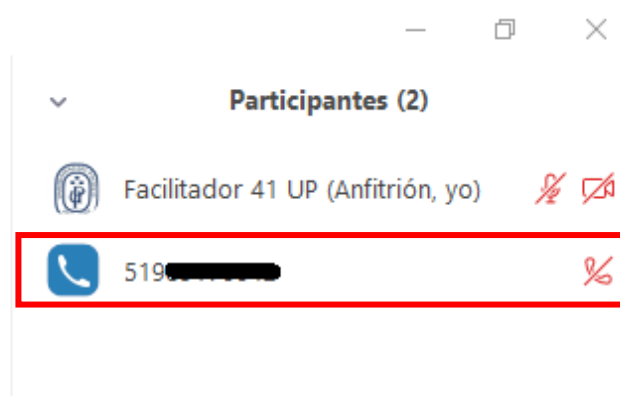 Participantes (2)
Facilitador 41 UP (Anfitrión, yo)
519